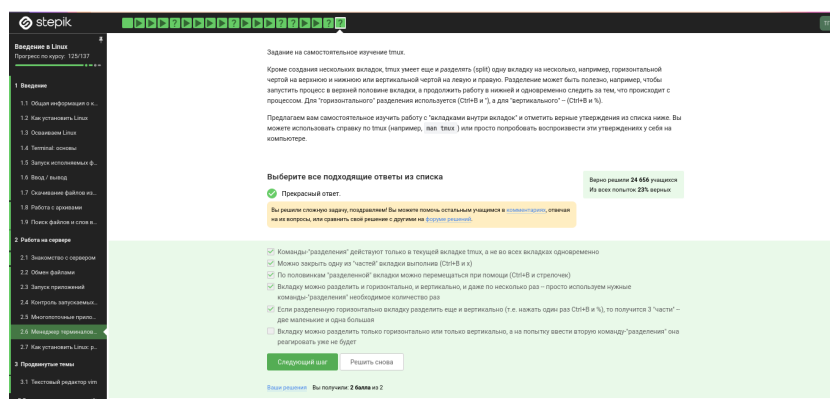 stepik
Введение в Linux
Прогресс по курсу: 125/137
1 Введение
1.1 Общая информация о к...
1.2 Как установить Linux
1.3 Осваиваем Linux
1.4 Terminal: основы
1.5 Запуск исполняемых ф...
1.6 Ввод / вывод
1.7 Скачивание файлов из...
1.8 Работа с архивами
1.9 Поиск файлов и слов в...
2 Работа на сервере
2.1 Знакомство с сервером
2.2 Обмен файлами
2.3 Запуск приложений
2.4 Контроль запускаемых...
2.5 Многопоточные прило...
2.6 Менеджер терминалов...
2.7 Как установить Linux: р...
3 Продвинутые темы
3.1 Текстовый редактор vim
Задание на самостоятельное изучение tmux.
Кроме создания нескольких вкладок, tmux умеет еще и разделять (split) одну вкладку на несколько, например, горизонтальной
чертой на верхнюю и нижнюю или вертикальной чертой на левую и правую. Разделение может быть полезно, например, чтобы
запустить процесс в верхней половине вкладки, а продолжить работу в нижней и одновременно следить за тем, что происходит с
процессом. Для "горизонтального" разделения используется (Ctrl+B и "), а для "вертикального" – (Ctrl+B и %).
Предлагаем вам самостоятельно изучить работу с "вкладками внутри вкладок" и отметить верные утверждения из списка ниже. Вы
можете использовать справку по tmux (например, man tmux ) или просто попробовать воспроизвести эти утверждениях у себя на
компьютере.
Выберите все подходящие ответы из списка
Верно решили 24 656 учащихся
Из всех попыток 23% верных
Прекрасный ответ.
Вы решили сложную задачу, поздравляем! Вы можете помочь остальным учащимся в комментариях, отвечая
на их вопросы, или сравнить своё решение с другими на форуме решений.
Команды-"разделения" действуют только в текущей вкладке tmux, а не во всех вкладках одновременно
Можно закрыть одну из "частей" вкладки выполнив (Ctrl+B и x)
По половинкам "разделенной" вкладки можно перемещаться при помощи (Ctrl+B и стрелочек)
Вкладку можно разделить и горизонтально, и вертикально, и даже по несколько раз – просто используем нужные
команды-"разделения" необходимое количество раз
Если разделенную горизонтально вкладку разделить еще и вертикально (т.е. нажать один раз Ctrl+B и %), то получится 3 "части" –
две маленькие и одна большая
Вкладку можно разделить только горизонтально или только вертикально, а на попытку ввести вторую команду-"разделения" она
реагировать уже не будет
Следующий шаг
Решить снова
Ваши решения Вы получили: 2 балла из 2